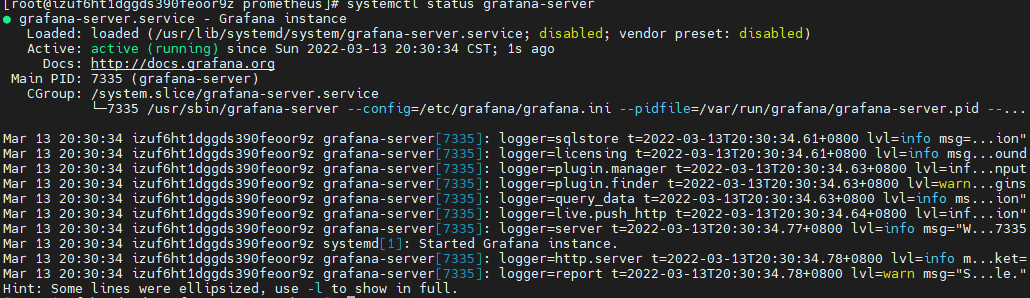 [root@izuf6ht1dggds390feoor9z prometheus]# systemctl status grafana-server
● grafana-server.service - Grafana instance
   Loaded: loaded (/usr/lib/systemd/system/grafana-server.service; disabled; vendor preset: disabled)
   Active: active (running) since Sun 2022-03-13 20:30:34 CST; 1s ago
     Docs: http://docs.grafana.org
 Main PID: 7335 (grafana-server)
   CGroup: /system.slice/grafana-server.service
           └─7335 /usr/sbin/grafana-server --config=/etc/grafana/grafana.ini --pidfile=/var/run/grafana/grafana-server.pid --...
Mar 13 20:30:34 izuf6ht1dggds390feoor9z grafana-server[7335]: logger=sqlstore t=2022-03-13T20:30:34.61+0800 lvl=info msg=...ion"
Mar 13 20:30:34 izuf6ht1dggds390feoor9z grafana-server[7335]: logger=licensing t=2022-03-13T20:30:34.61+0800 lvl=info msg...ound
Mar 13 20:30:34 izuf6ht1dggds390feoor9z grafana-server[7335]: logger=plugin.manager t=2022-03-13T20:30:34.63+0800 lvl=inf...nput
Mar 13 20:30:34 izuf6ht1dggds390feoor9z grafana-server[7335]: logger=plugin.finder t=2022-03-13T20:30:34.63+0800 lvl=warn...gins
Mar 13 20:30:34 izuf6ht1dggds390feoor9z grafana-server[7335]: logger=query_data t=2022-03-13T20:30:34.63+0800 lvl=info ms...ion"
Mar 13 20:30:34 izuf6ht1dggds390feoor9z grafana-server[7335]: logger=live.push_http t=2022-03-13T20:30:34.64+0800 lvl=inf...ion"
Mar 13 20:30:34 izuf6ht1dggds390feoor9z grafana-server[7335]: logger=server t=2022-03-13T20:30:34.77+0800 lvl=info msg="W...7335
Mar 13 20:30:34 izuf6ht1dggds390feoor9z systemd[1]: Started Grafana instance.
Mar 13 20:30:34 izuf6ht1dggds390feoor9z grafana-server[7335]: logger=http.server t=2022-03-13T20:30:34.78+0800 lvl=info m...ket=
Mar 13 20:30:34 izuf6ht1dggds390feoor9z grafana-server[7335]: logger=report t=2022-03-13T20:30:34.78+0800 lvl=warn msg="S...le."
Hint: Some lines were ellipsized, use -l to show in full.